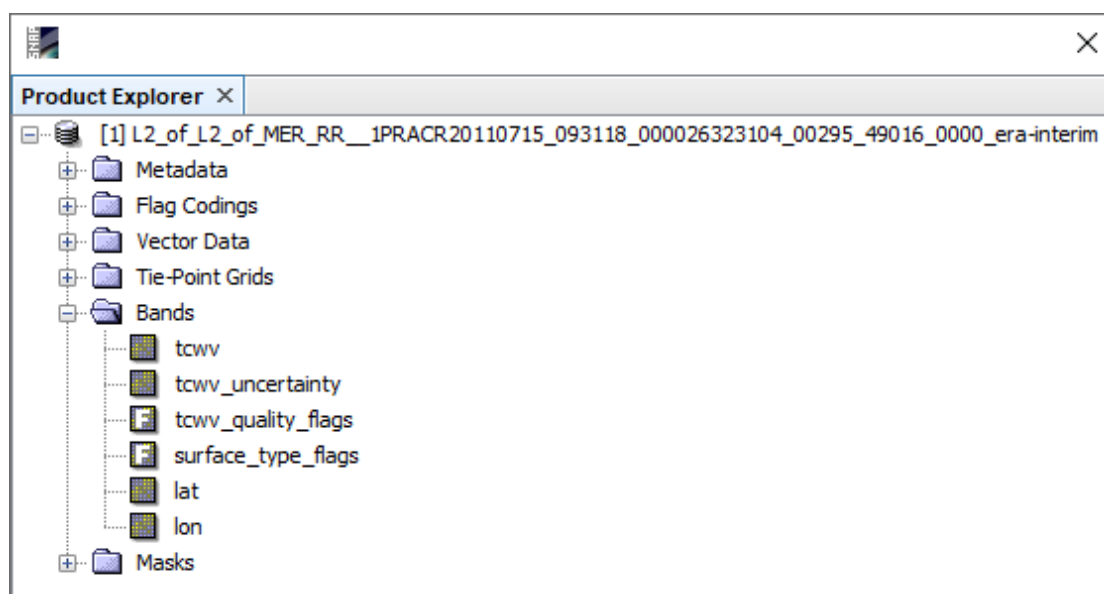 SNAP
Product Explorer
[1] L2_of_L2_of_MER_RR__1PRACR20110715_093118_000026323104_00295_49016_0000_era-interim
Metadata
Flag Codings
Vector Data
Tie-Point Grids
Bands
tcwv
tcwv_uncertainty
F tcwv_quality_flags
F surface_type_flags
lat
lon
Masks